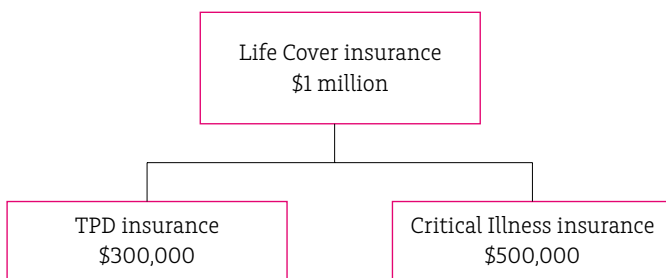 Life Cover insurance
$1 million
TPD insurance
$300,000
Critical Illness insurance
$500,000